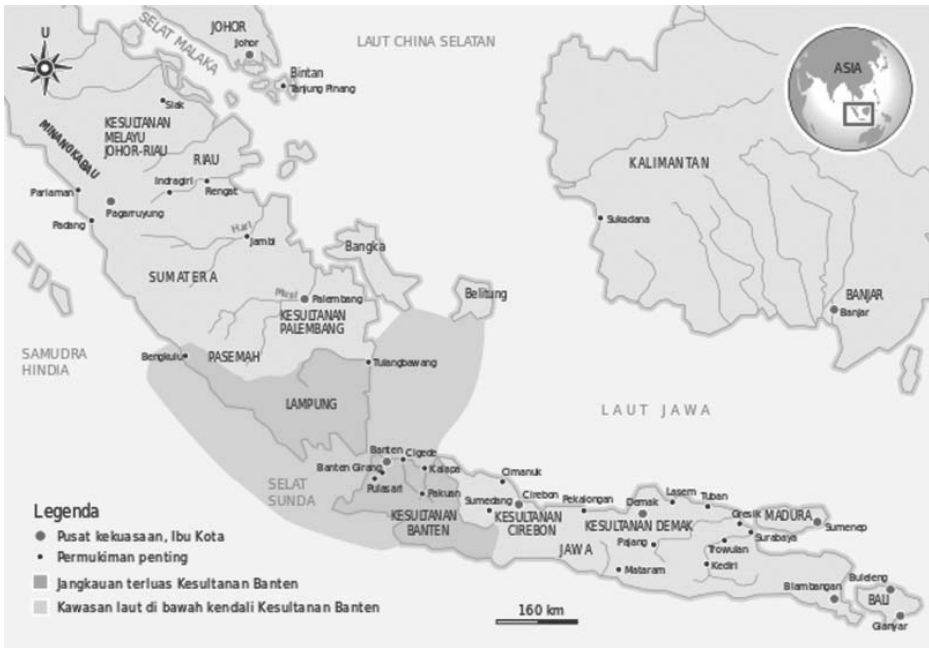 U
JOHOR
Johor
SELAT MALAKA
LAUT CHINA SELATAN
Bintan
Tanjung Pinang
ASIA
Siak
KESULTANAN
MELAYU
JOHOR-RIAU
MINANGKABAU
RIAU
Indragiri
Rengat
Pariaman
Pagarruyung
Padang
Hari
Jambi
KALIMANTAN
Sukadana
Bangka
Belitung
SUMATERA
Musi
Palembang
KESULTANAN
PALEMBANG
BANJAR
Banjar
SAMUDRA
HINDIA
Bengkulu
PASEMAH
Tulangbawang
LAMPUNG
LAUT JAWA
Banten
Cigede
Banten Girang
Kalapa
Pulasari
Pakuan
SELAT
SUNDA
KESULTANAN
BANTEN
Cimanuk
Sumedang
Cirebon
KESULTANAN
CIREBON
Pekalongan
Demak
Lasem
Tuban
KESULTANAN DEMAK
Gresik
MADURA
Sumenep
Surabaya
Pajang
Trowulan
JAWA
Mataram
Kediri
Blambangan
Buleleng
BALI
Gianyar
Legenda
Pusat kekuasaan, Ibu Kota
Permukiman penting
Jangkauan terluas Kesultanan Banten
Kawasan laut di bawah kendali Kesultanan Banten
160 km